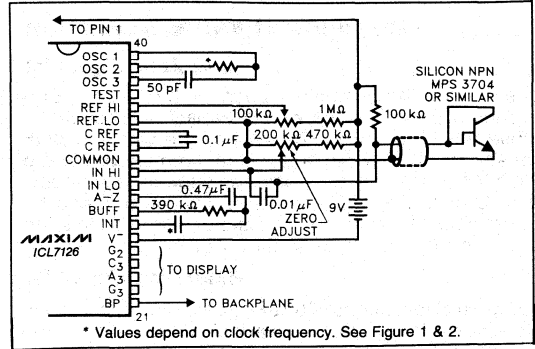 TO PIN 1
40
OSC 1
OSC 2
*
OSC 3
50 pF
TEST
REF HI
REF LO
100 kΩ
1MΩ
100 kΩ
SILICON NPN
MPS 3704
OR SIMILAR
C REF
C REF
0.1 μF
200 kΩ
470 kΩ
COMMON
IN HI
IN LO
A-Z
0.47μF
0.01 μF
BUFF
390 kΩ
ZERO
ADJUST
9V
INT
*
V-
MAXIM
ICL7126
G2
C3
A3
G3
TO DISPLAY
BP
TO BACKPLANE
21
* Values depend on clock frequency. See Figure 1 & 2.